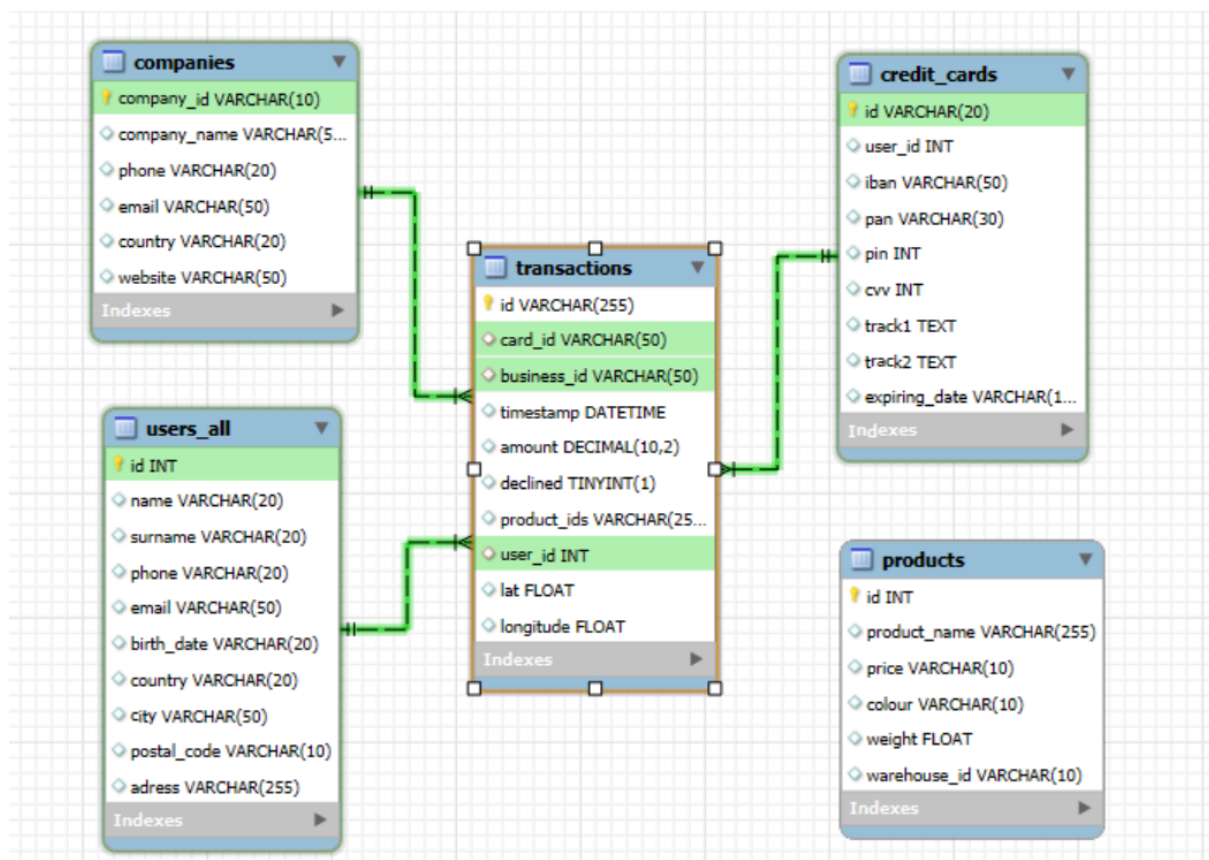 companies
company_id VARCHAR(10)
company_name VARCHAR(5...
phone VARCHAR(20)
email VARCHAR(50)
country VARCHAR(20)
website VARCHAR(50)
Indexes
users_all
id INT
name VARCHAR(20)
surname VARCHAR(20)
phone VARCHAR(20)
email VARCHAR(50)
birth_date VARCHAR(20)
country VARCHAR(20)
city VARCHAR(50)
postal_code VARCHAR(10)
adress VARCHAR(255)
Indexes
transactions
id VARCHAR(255)
card_id VARCHAR(50)
business_id VARCHAR(50)
timestamp DATETIME
amount DECIMAL(10,2)
declined TINYINT(1)
product_ids VARCHAR(25...
user_id INT
lat FLOAT
longitude FLOAT
Indexes
credit_cards
id VARCHAR(20)
user_id INT
iban VARCHAR(50)
pan VARCHAR(30)
pin INT
cvv INT
track1 TEXT
track2 TEXT
expiring_date VARCHAR(1...
Indexes
products
id INT
product_name VARCHAR(255)
price VARCHAR(10)
colour VARCHAR(10)
weight FLOAT
warehouse_id VARCHAR(10)
Indexes